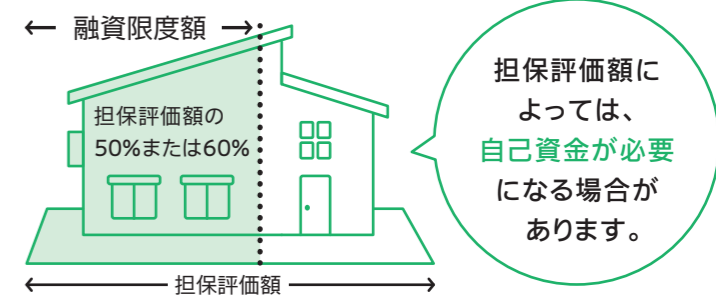 融資限度額
担保評価額の
50%または60%
担保評価額
担保評価額に
よっては、
自己資金が必要
になる場合が
あります。